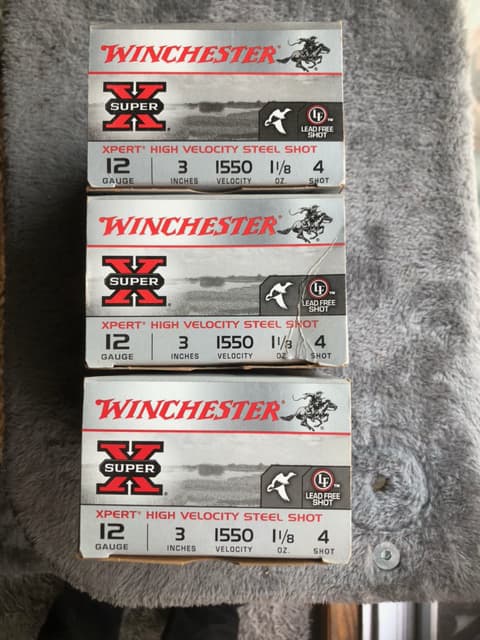 WINCHESTER
SUPER X
LF™
LEAD FREE
SHOT
XPERT® HIGH VELOCITY STEEL SHOT
12 3 1550 1 1/8 4
GAUGE INCHES VELOCITY OZ. SHOT
WINCHESTER
SUPER X
LF™
LEAD FREE
SHOT
XPERT® HIGH VELOCITY STEEL SHOT
12 3 1550 1 1/8 4
GAUGE INCHES VELOCITY OZ. SHOT
WINCHESTER
SUPER X
LF™
LEAD FREE
SHOT
XPERT® HIGH VELOCITY STEEL SHOT
12 3 1550 1 1/8 4
GAUGE INCHES VELOCITY OZ. SHOT